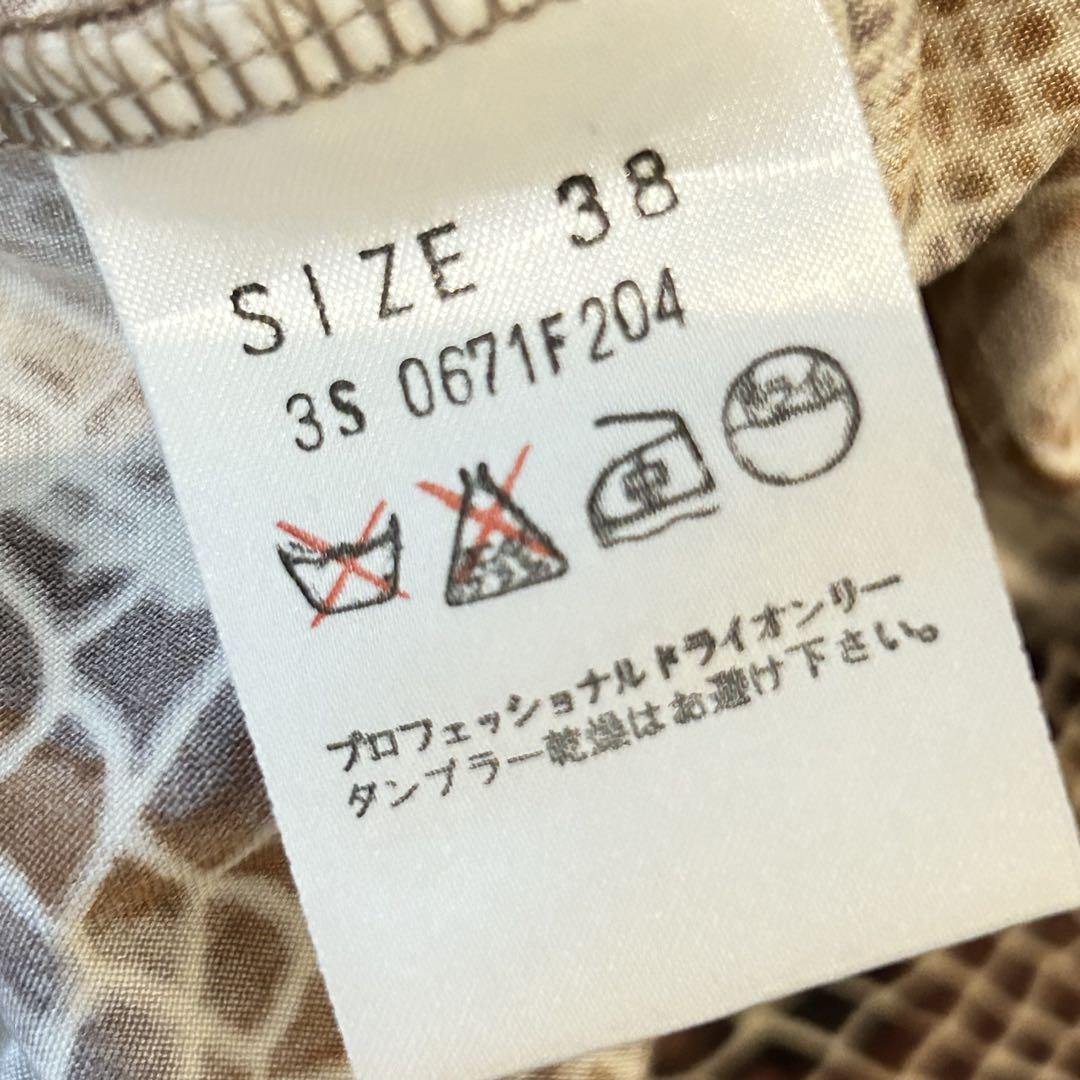 SIZE 38
3S 0671F204
中
プロフェッショナルドライオンリー
タンブラー乾燥はお避け下さい。